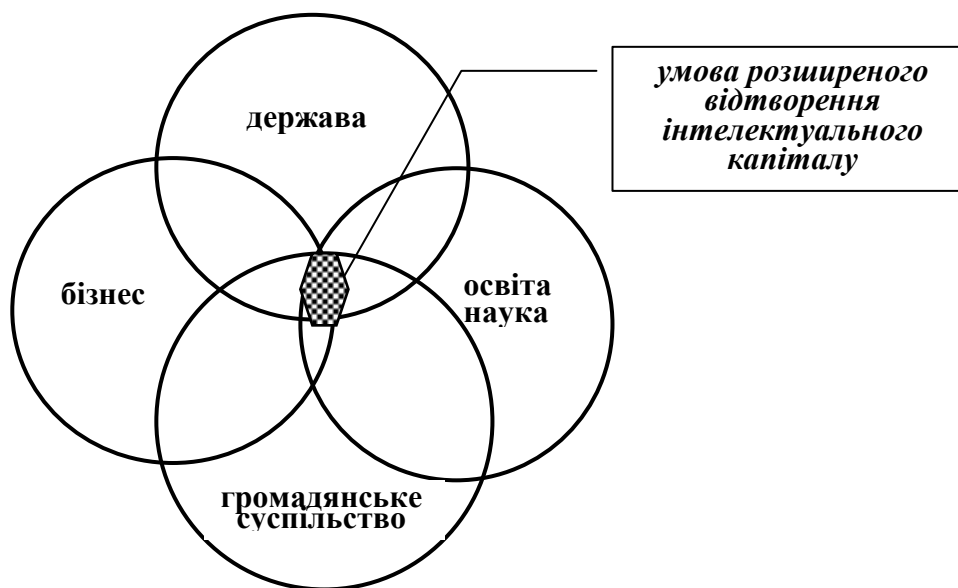 умова розширеного
відтворення
інтелектуального
капіталу
держава
бізнес
освіта
наука
громадянське
суспільство